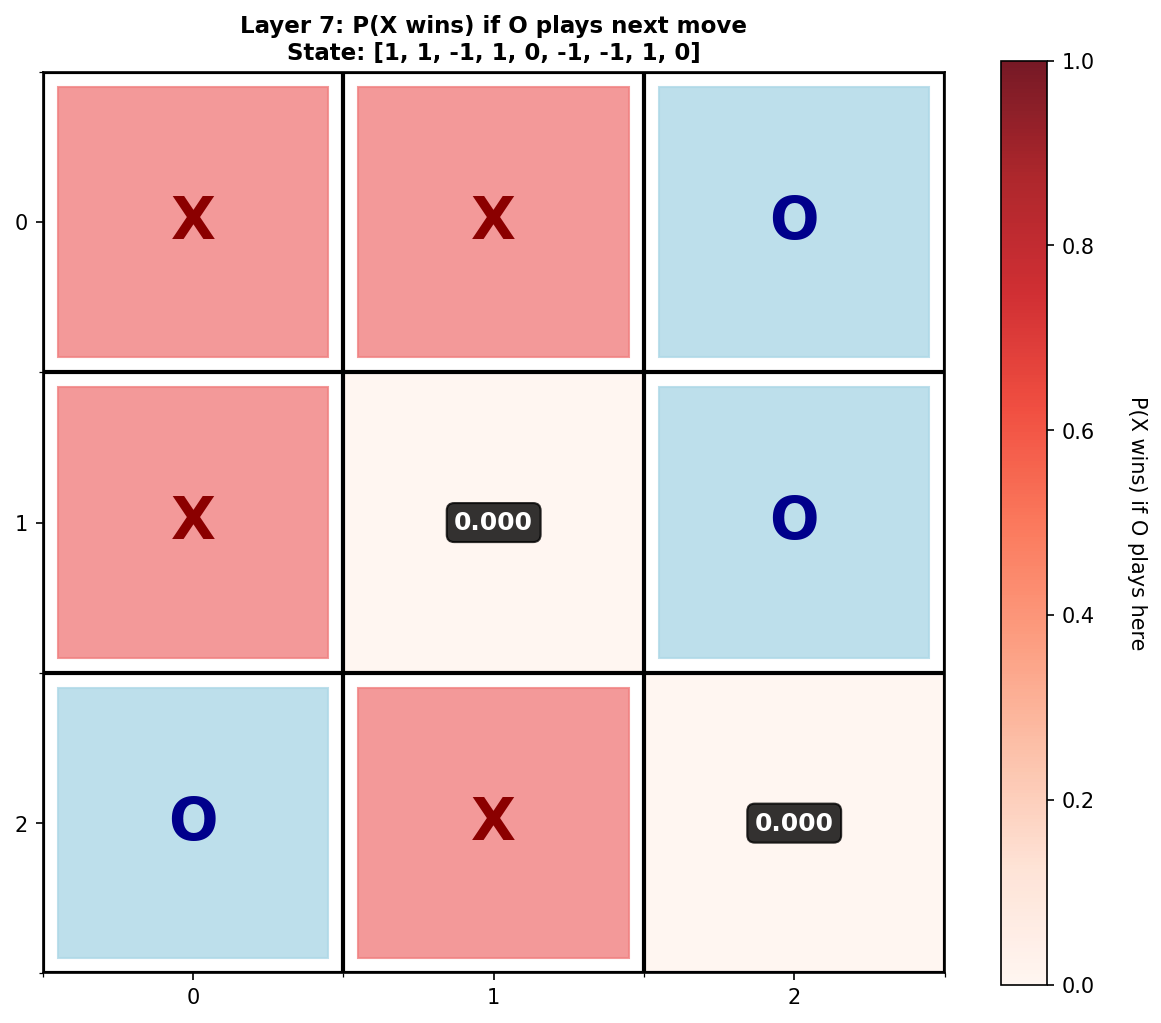 Layer 7: P(X wins) if O plays next move
State: [1, 1, -1, 1, 0, -1, -1, 1, 0]
1.0
0.8
0.6
0.4
0.2
0.0
P(X wins) if O plays here
0
X
X
O
1
X
0.000
O
2
O
X
0.000
0
1
2